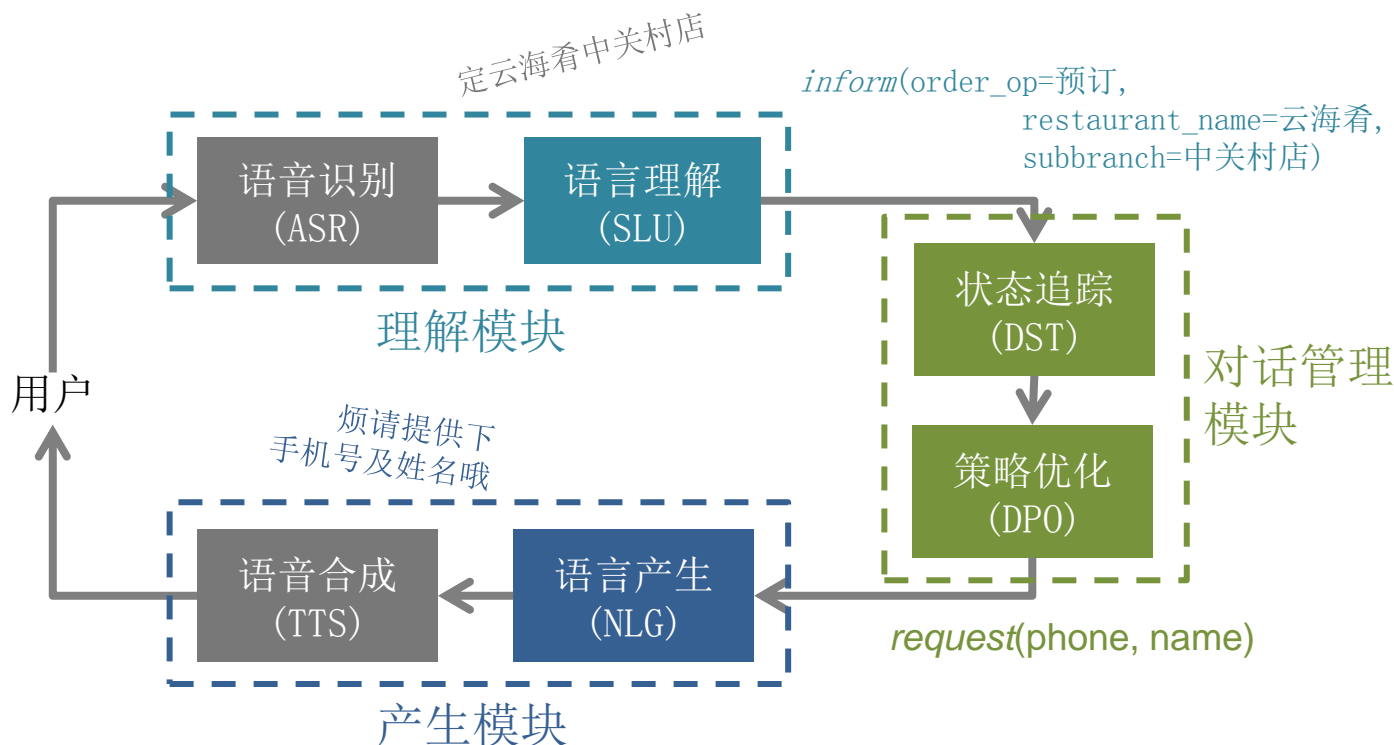 定云海肴中关村店
inform(order_op=预订,
restaurant_name=云海肴,
subbranch=中关村店)
语音识别
(ASR)
语言理解
(SLU)
理解模块
状态追踪
(DST)
对话管理
模块
策略优化
(DPO)
用户
烦请提供下
手机号及姓名哦
语音合成
(TTS)
语言产生
(NLG)
request(phone, name)
产生模块